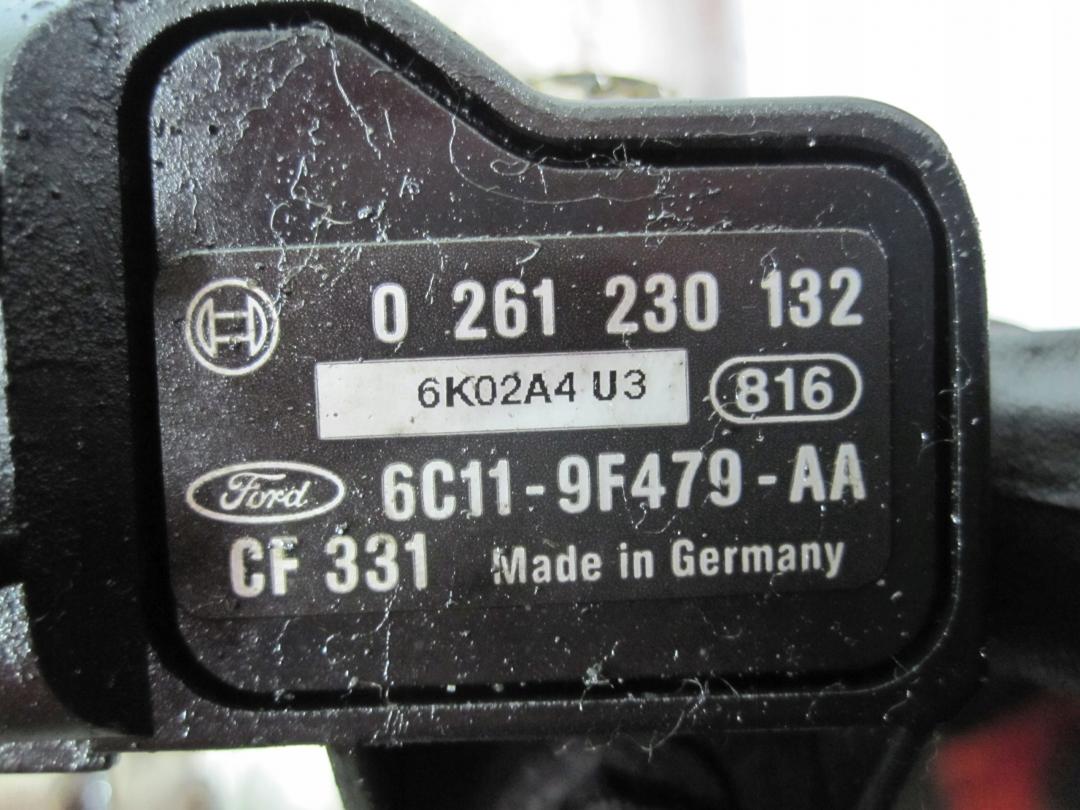 0 261 230 132
6K02A4 U3 816
Ford 6C11-9F479-AA
CF 331 Made in Germany